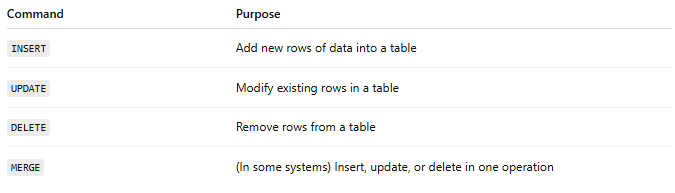 Command Purpose
INSERT Add new rows of data into a table
UPDATE Modify existing rows in a table
DELETE Remove rows from a table
MERGE (In some systems) Insert, update, or delete in one operation